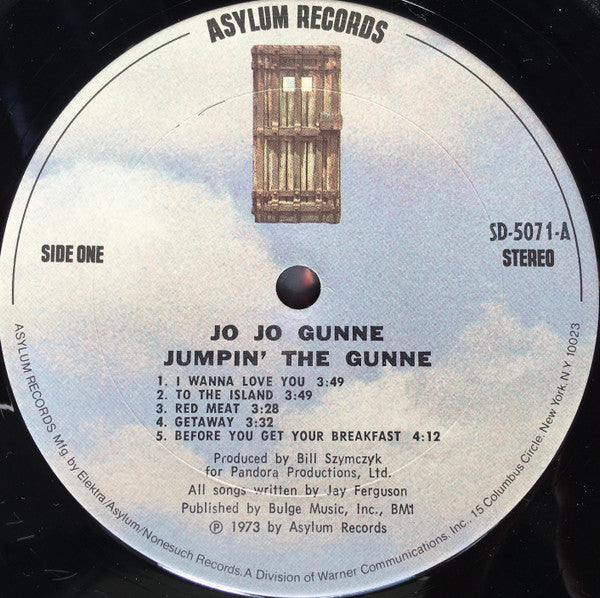 ASYLUM RECORDS
SIDE ONE
SD-5071-A
STEREO
JO JO GUNNE
JUMPIN' THE GUNNE
1. I WANNA LOVE YOU 3:49
2. TO THE ISLAND 3:49
3. RED MEAT 3:28
4. GETAWAY 3:32
5. BEFORE YOU GET YOUR BREAKFAST 4:12
Produced by Bill Szymczyk
for Pandora Productions, Ltd.
All songs written by Jay Ferguson
Published by Bulge Music, Inc., BM1
℗ 1973 by Asylum Records
ASYLUM RECORDS Mfg. by Elektra/Asylum/Nonesuch Records. A Division of Warner Communications, Inc. 15 Columbus Circle, New York, N.Y. 10023